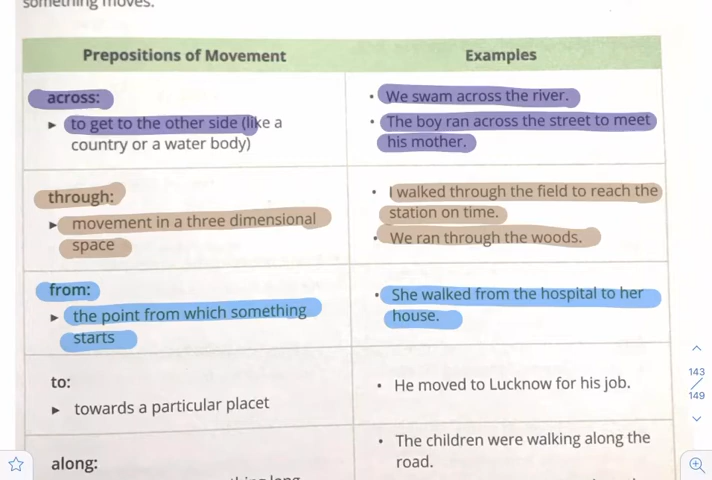 something moves.
Prepositions of Movement
Examples
across:
► to get to the other side (like a
country or a water body)
• We swam across the river.
• The boy ran across the street to meet
his mother.
through:
► movement in a three dimensional
space
• I walked through the field to reach the
station on time.
• We ran through the woods.
from:
► the point from which something
starts
• She walked from the hospital to her
house.
to:
► towards a particular placet
• He moved to Lucknow for his job.
along:
• The children were walking along the
road.
143
/
149